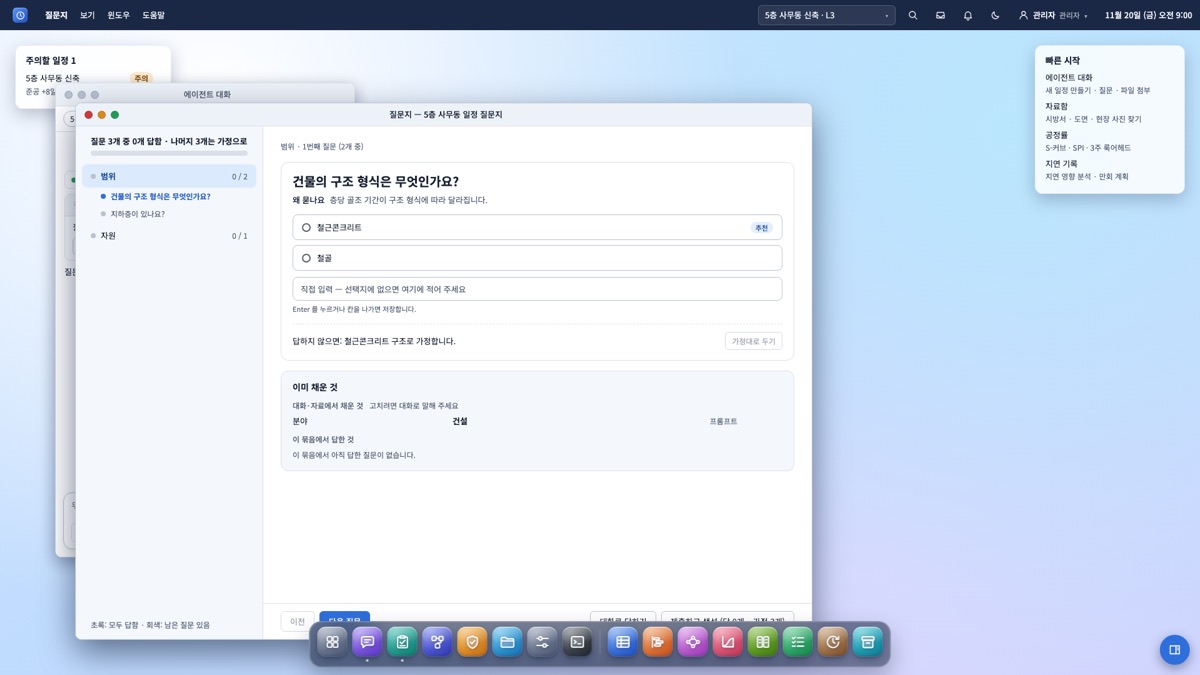 질문지 보기 윈도우 도움말
5층 사무동 신축 · L3
관리자 관리자
11월 20일 (금) 오전 9:00
주의할 일정 1
5층 사무동 신축 주의
준공 +8일
에이전트 대화
질문지 — 5층 사무동 일정 질문지
질문 3개 중 0개 답함 · 나머지 3개는 가정으로
범위 0 / 2
건물의 구조 형식은 무엇인가요?
지하층이 있나요?
자원 0 / 1
초록: 모두 답함 · 회색: 남은 질문 있음
범위 · 1번째 질문 (2개 중)
건물의 구조 형식은 무엇인가요?
왜 묻나요 층당 골조 기간이 구조 형식에 따라 달라집니다.
철근콘크리트 추천
철골
직접 입력 — 선택지에 없으면 여기에 적어 주세요
Enter 를 누르거나 칸을 나가면 저장합니다.
답하지 않으면: 철근콘크리트 구조로 가정합니다. 가정대로 두기
이미 채운 것
대화·자료에서 채운 것 고치려면 대화로 말해 주세요
분야 건설 프롬프트
이 묶음에서 답한 것
이 묶음에서 아직 답한 질문이 없습니다.
이전
빠른 시작
에이전트 대화
새 일정 만들기 · 질문 · 파일 첨부
자료함
시방서 · 도면 · 현장 사진 찾기
공정률
S-커브 · SPI · 3주 룩어헤드
지연 기록
지연 영향 분석 · 만회 계획